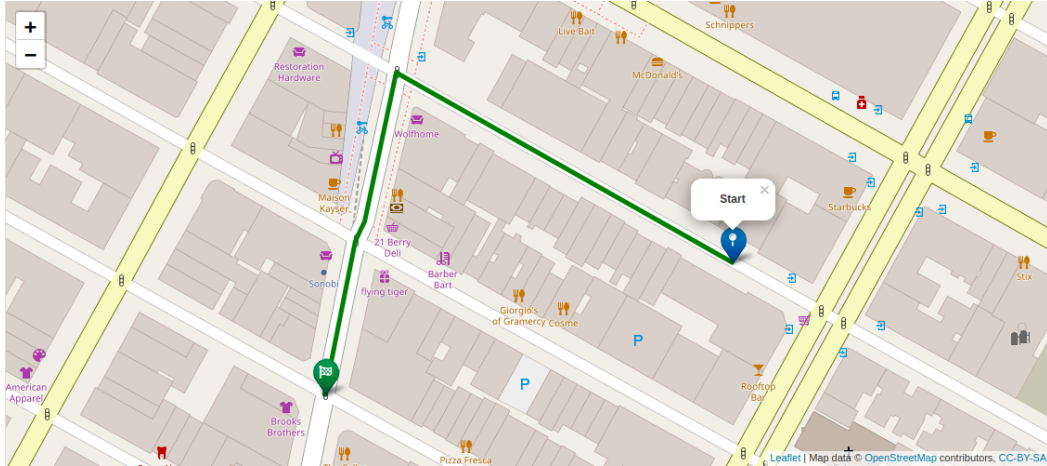 +
−
Live Bait
Schnippers
McDonald's
Restoration
Hardware
Wolfhome
Maison
Kayser
Start
×
Starbucks
21 Berry
Deli
Barber
Bart
Sonobi
flying tiger
Giorgio's
of Gramercy
Cosme
Stix
P
P
Rooftop
Bar
American
Apparel
Brooks
Brothers
Pizza Fresca
Leaflet | Map data © OpenStreetMap contributors, CC-BY-SA